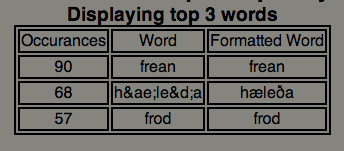 Displaying top 3 words
Occurances Word Formatted Word
90 frean frean
68 h&ae;le&d;a hæleða
57 frod frod